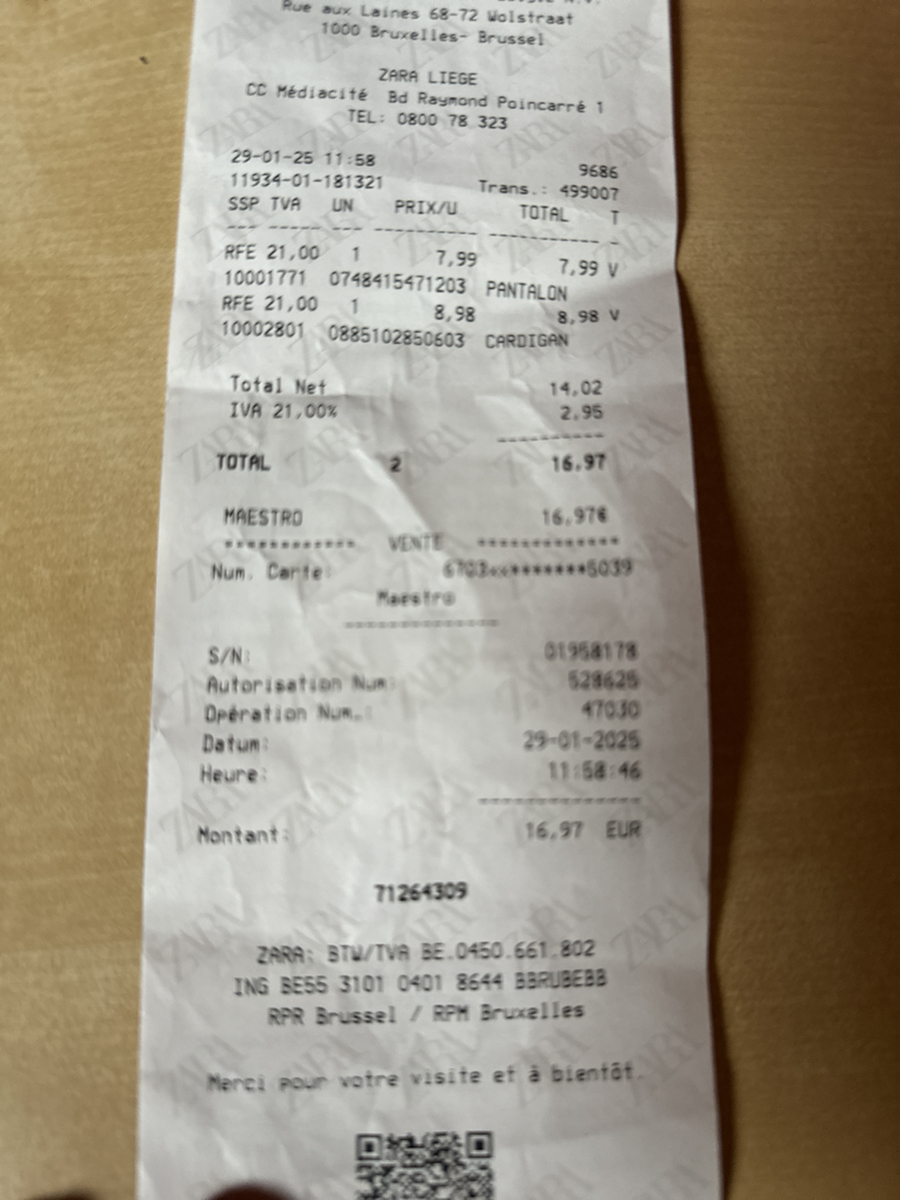 Rue aux Laines 68-72 Wolstraat
1000 Bruxelles- Brussel
ZARA LIEGE
CC Médiacité Bd Raymond Poincarré 1
TEL: 0800 78 323
29-01-25 11:58 9686
11934-01-181321 Trans.: 499007
SSP TVA UN PRIX/U TOTAL T
--- ----- --- ---------- ----------- -
RFE 21,00 1 7,99 7,99 V
10001771 0748415471203 PANTALON
RFE 21,00 1 8,98 8,98 V
10002801 0885102850603 CARDIGAN
Total Net 14,02
IVA 21,00% 2,95
-----------
TOTAL 2 16,97
MAESTRO 16,97€
************ VENTE *************
Num. Carte: 6703*********5039
Maestro
--------------
S/N: 01958178
Autorisation Num: 528625
Opération Num.: 47030
Datum: 29-01-2025
Heure: 11:58:46
--------------
Montant: 16,97 EUR
71264309
ZARA: BTW/TVA BE.0450.661.802
ING BE55 3101 0401 8644 BBRUBEBB
RPR Brussel / RPM Bruxelles
Merci pour votre visite et à bientôt.